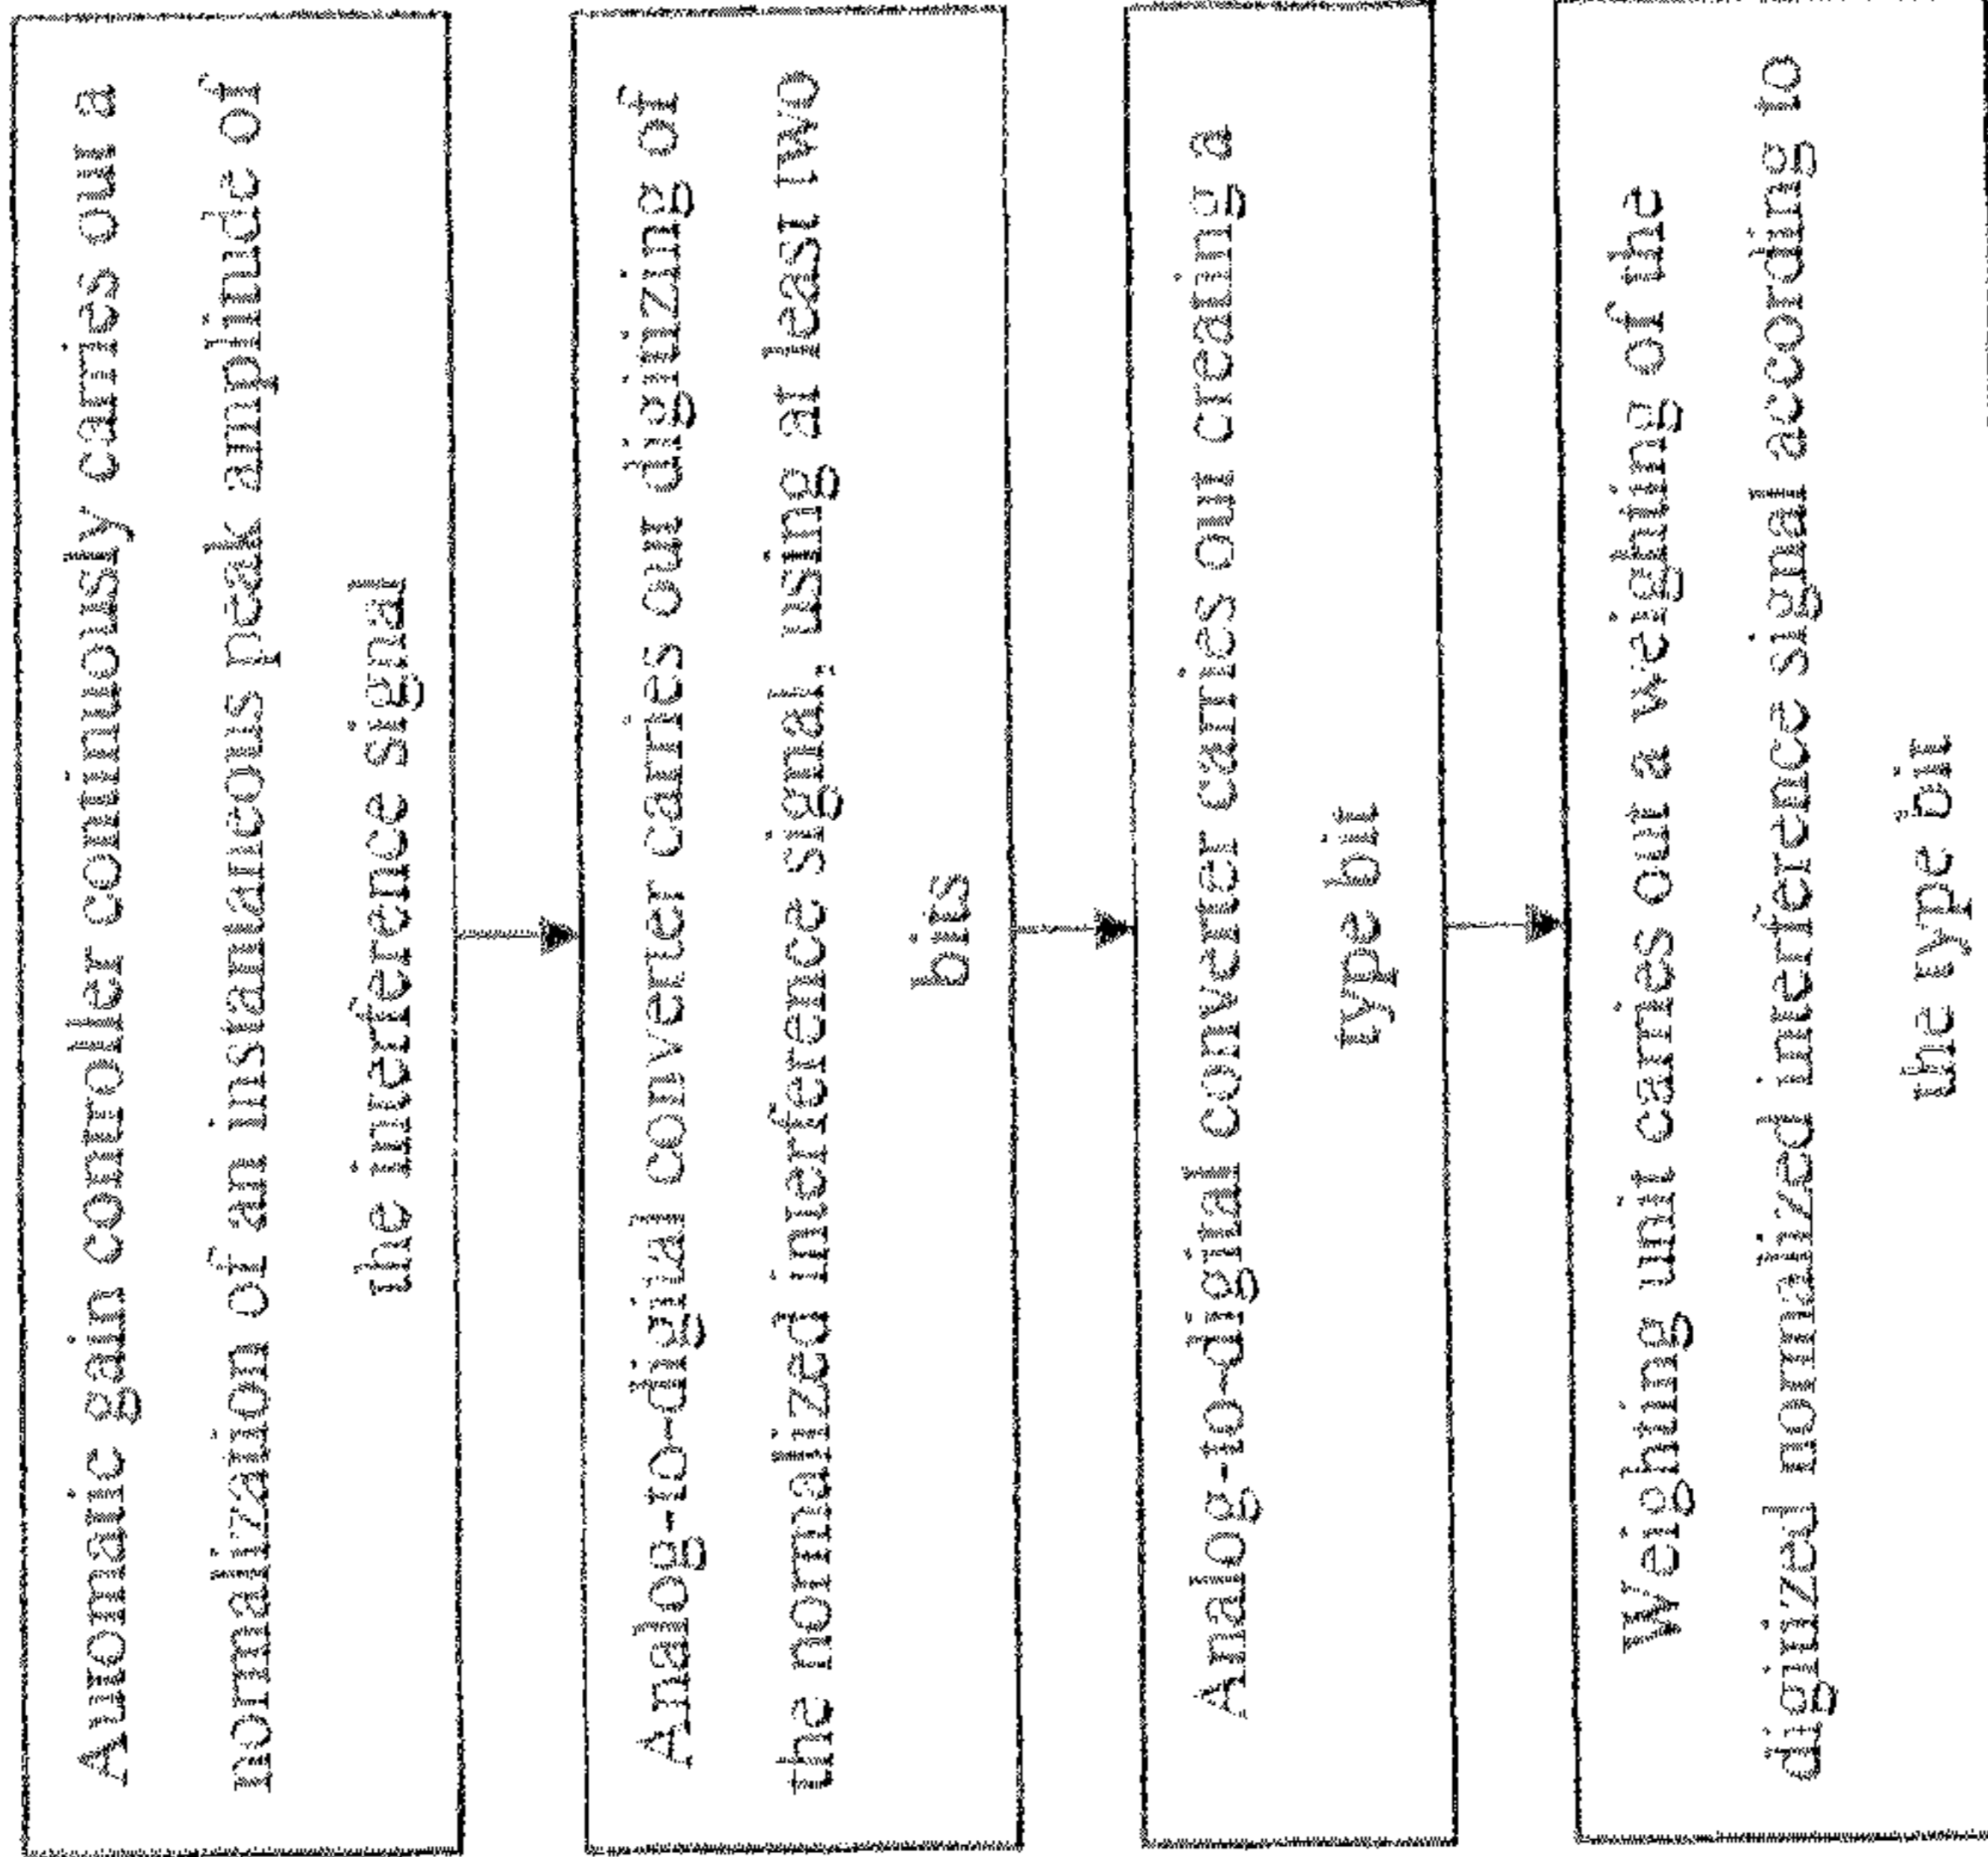 Automatic gain controller continuously carries out a
normalization of an instantaneous peak amplitude of
the interference signal
Analog-to-digital converter carries out digitizing of
the normalized interference signal, using at least two
bits
Analog-to-digital converter carries out creating a
type bit
Weighting unit carries out a weighting of the
digitized normalized interference signal according to
the type bit